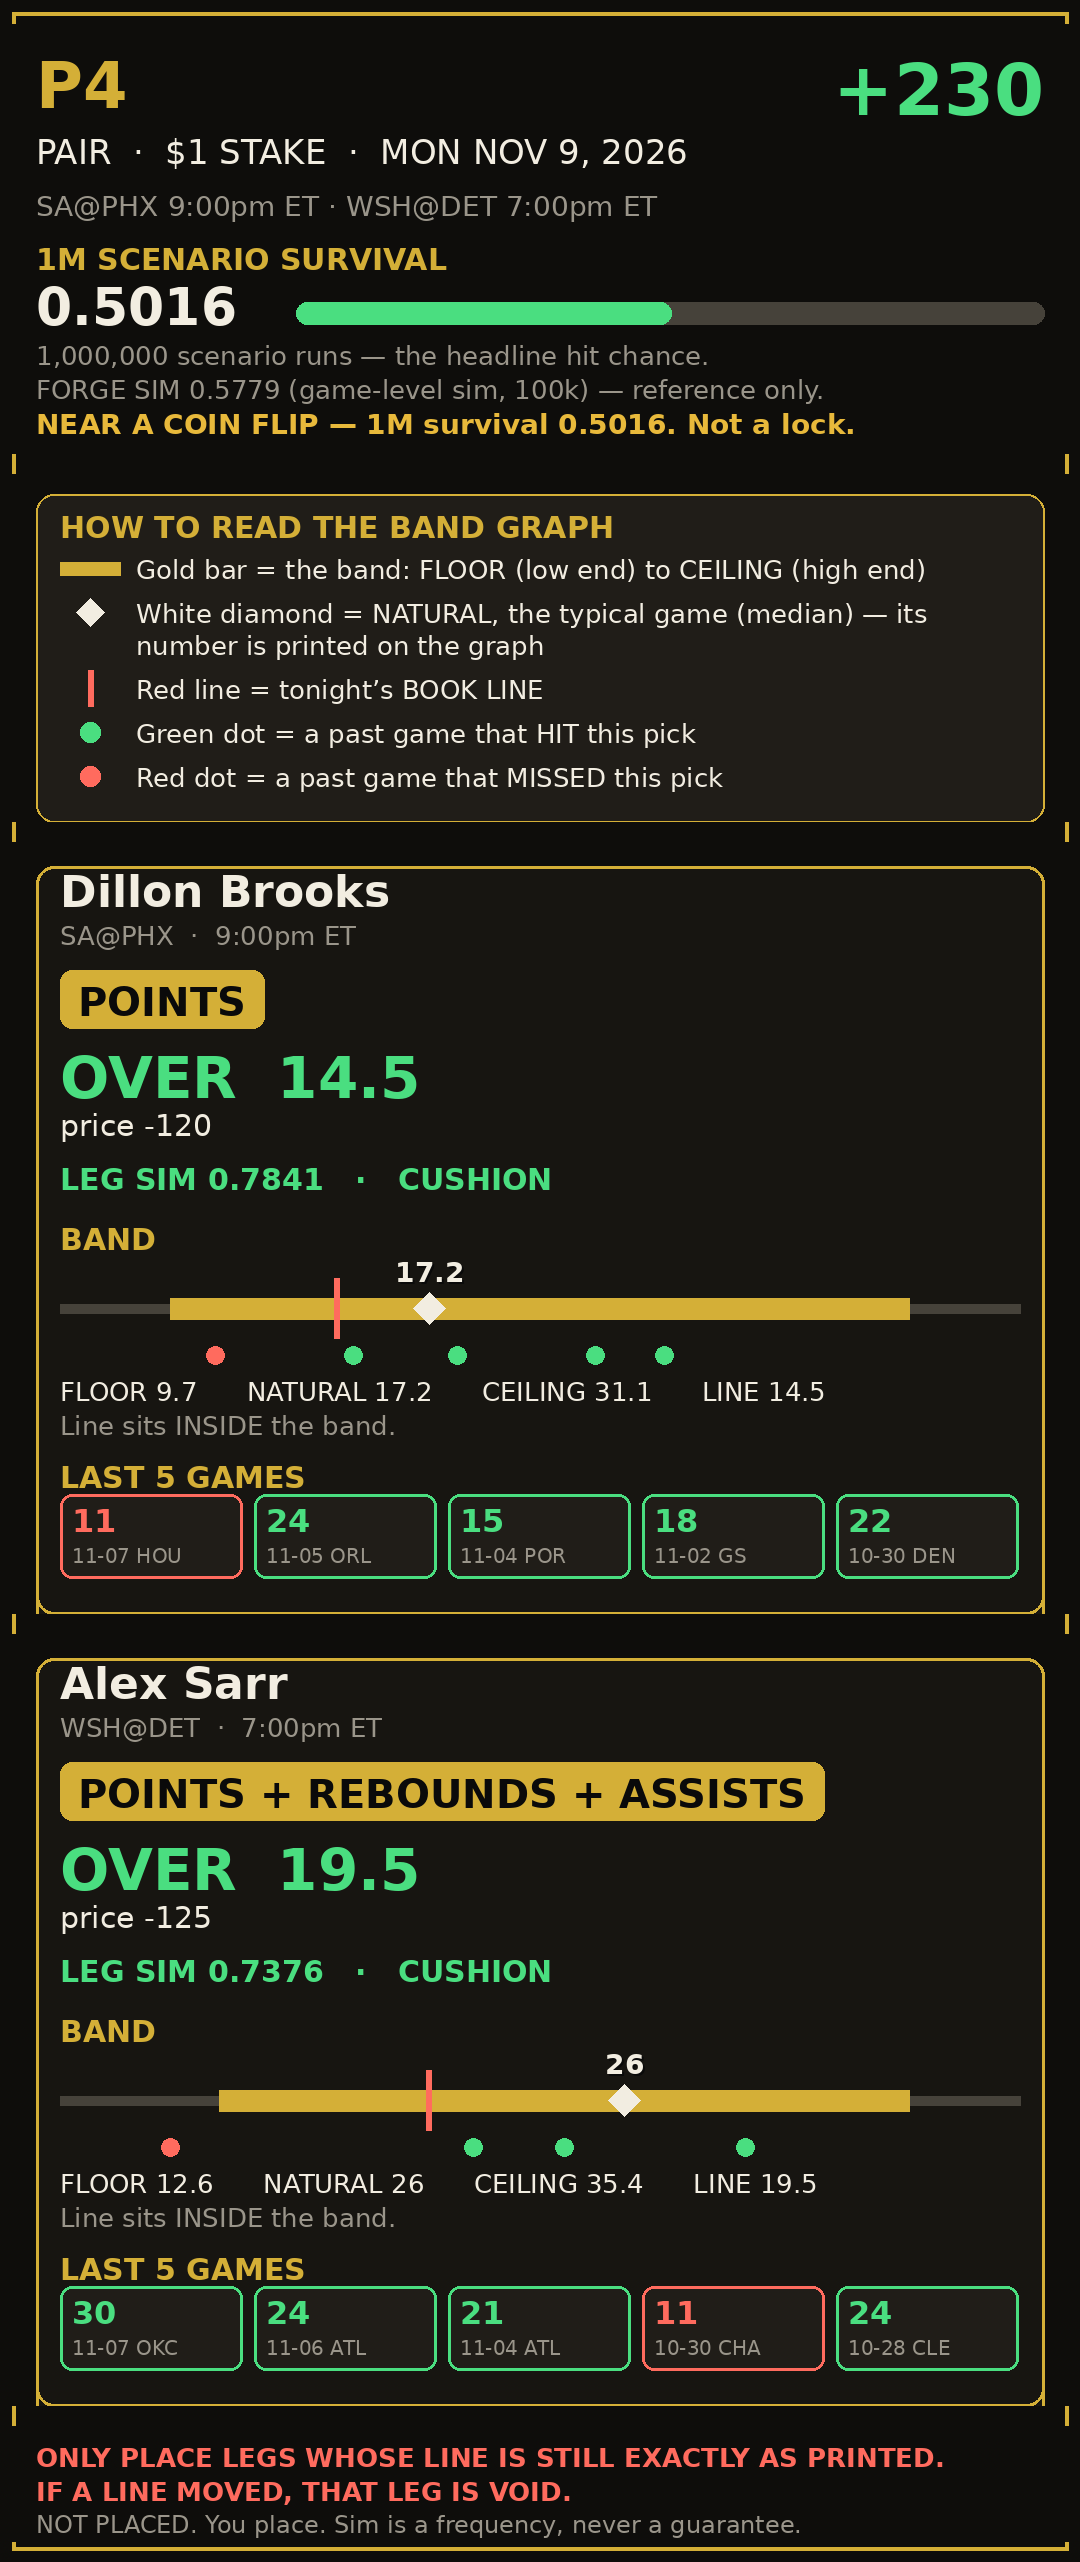 P4
+230
PAIR · $1 STAKE · MON NOV 9, 2026
SA@PHX 9:00pm ET · WSH@DET 7:00pm ET
1M SCENARIO SURVIVAL
0.5016
1,000,000 scenario runs — the headline hit chance.
FORGE SIM 0.5779 (game-level sim, 100k) — reference only.
NEAR A COIN FLIP — 1M survival 0.5016. Not a lock.
HOW TO READ THE BAND GRAPH
Gold bar = the band: FLOOR (low end) to CEILING (high end)
White diamond = NATURAL, the typical game (median) — its
number is printed on the graph
Red line = tonight’s BOOK LINE
Green dot = a past game that HIT this pick
Red dot = a past game that MISSED this pick
Dillon Brooks
SA@PHX · 9:00pm ET
POINTS
OVER 14.5
price -120
LEG SIM 0.7841 · CUSHION
BAND
17.2
FLOOR 9.7 NATURAL 17.2 CEILING 31.1 LINE 14.5
Line sits INSIDE the band.
LAST 5 GAMES
11 24 15 18 22
11-07 HOU 11-05 ORL 11-04 POR 11-02 GS 10-30 DEN
Alex Sarr
WSH@DET · 7:00pm ET
POINTS + REBOUNDS + ASSISTS
OVER 19.5
price -125
LEG SIM 0.7376 · CUSHION
BAND
26
FLOOR 12.6 NATURAL 26 CEILING 35.4 LINE 19.5
Line sits INSIDE the band.
LAST 5 GAMES
30 24 21 11 24
11-07 OKC 11-06 ATL 11-04 ATL 10-30 CHA 10-28 CLE
ONLY PLACE LEGS WHOSE LINE IS STILL EXACTLY AS PRINTED.
IF A LINE MOVED, THAT LEG IS VOID.
NOT PLACED. You place. Sim is a frequency, never a guarantee.